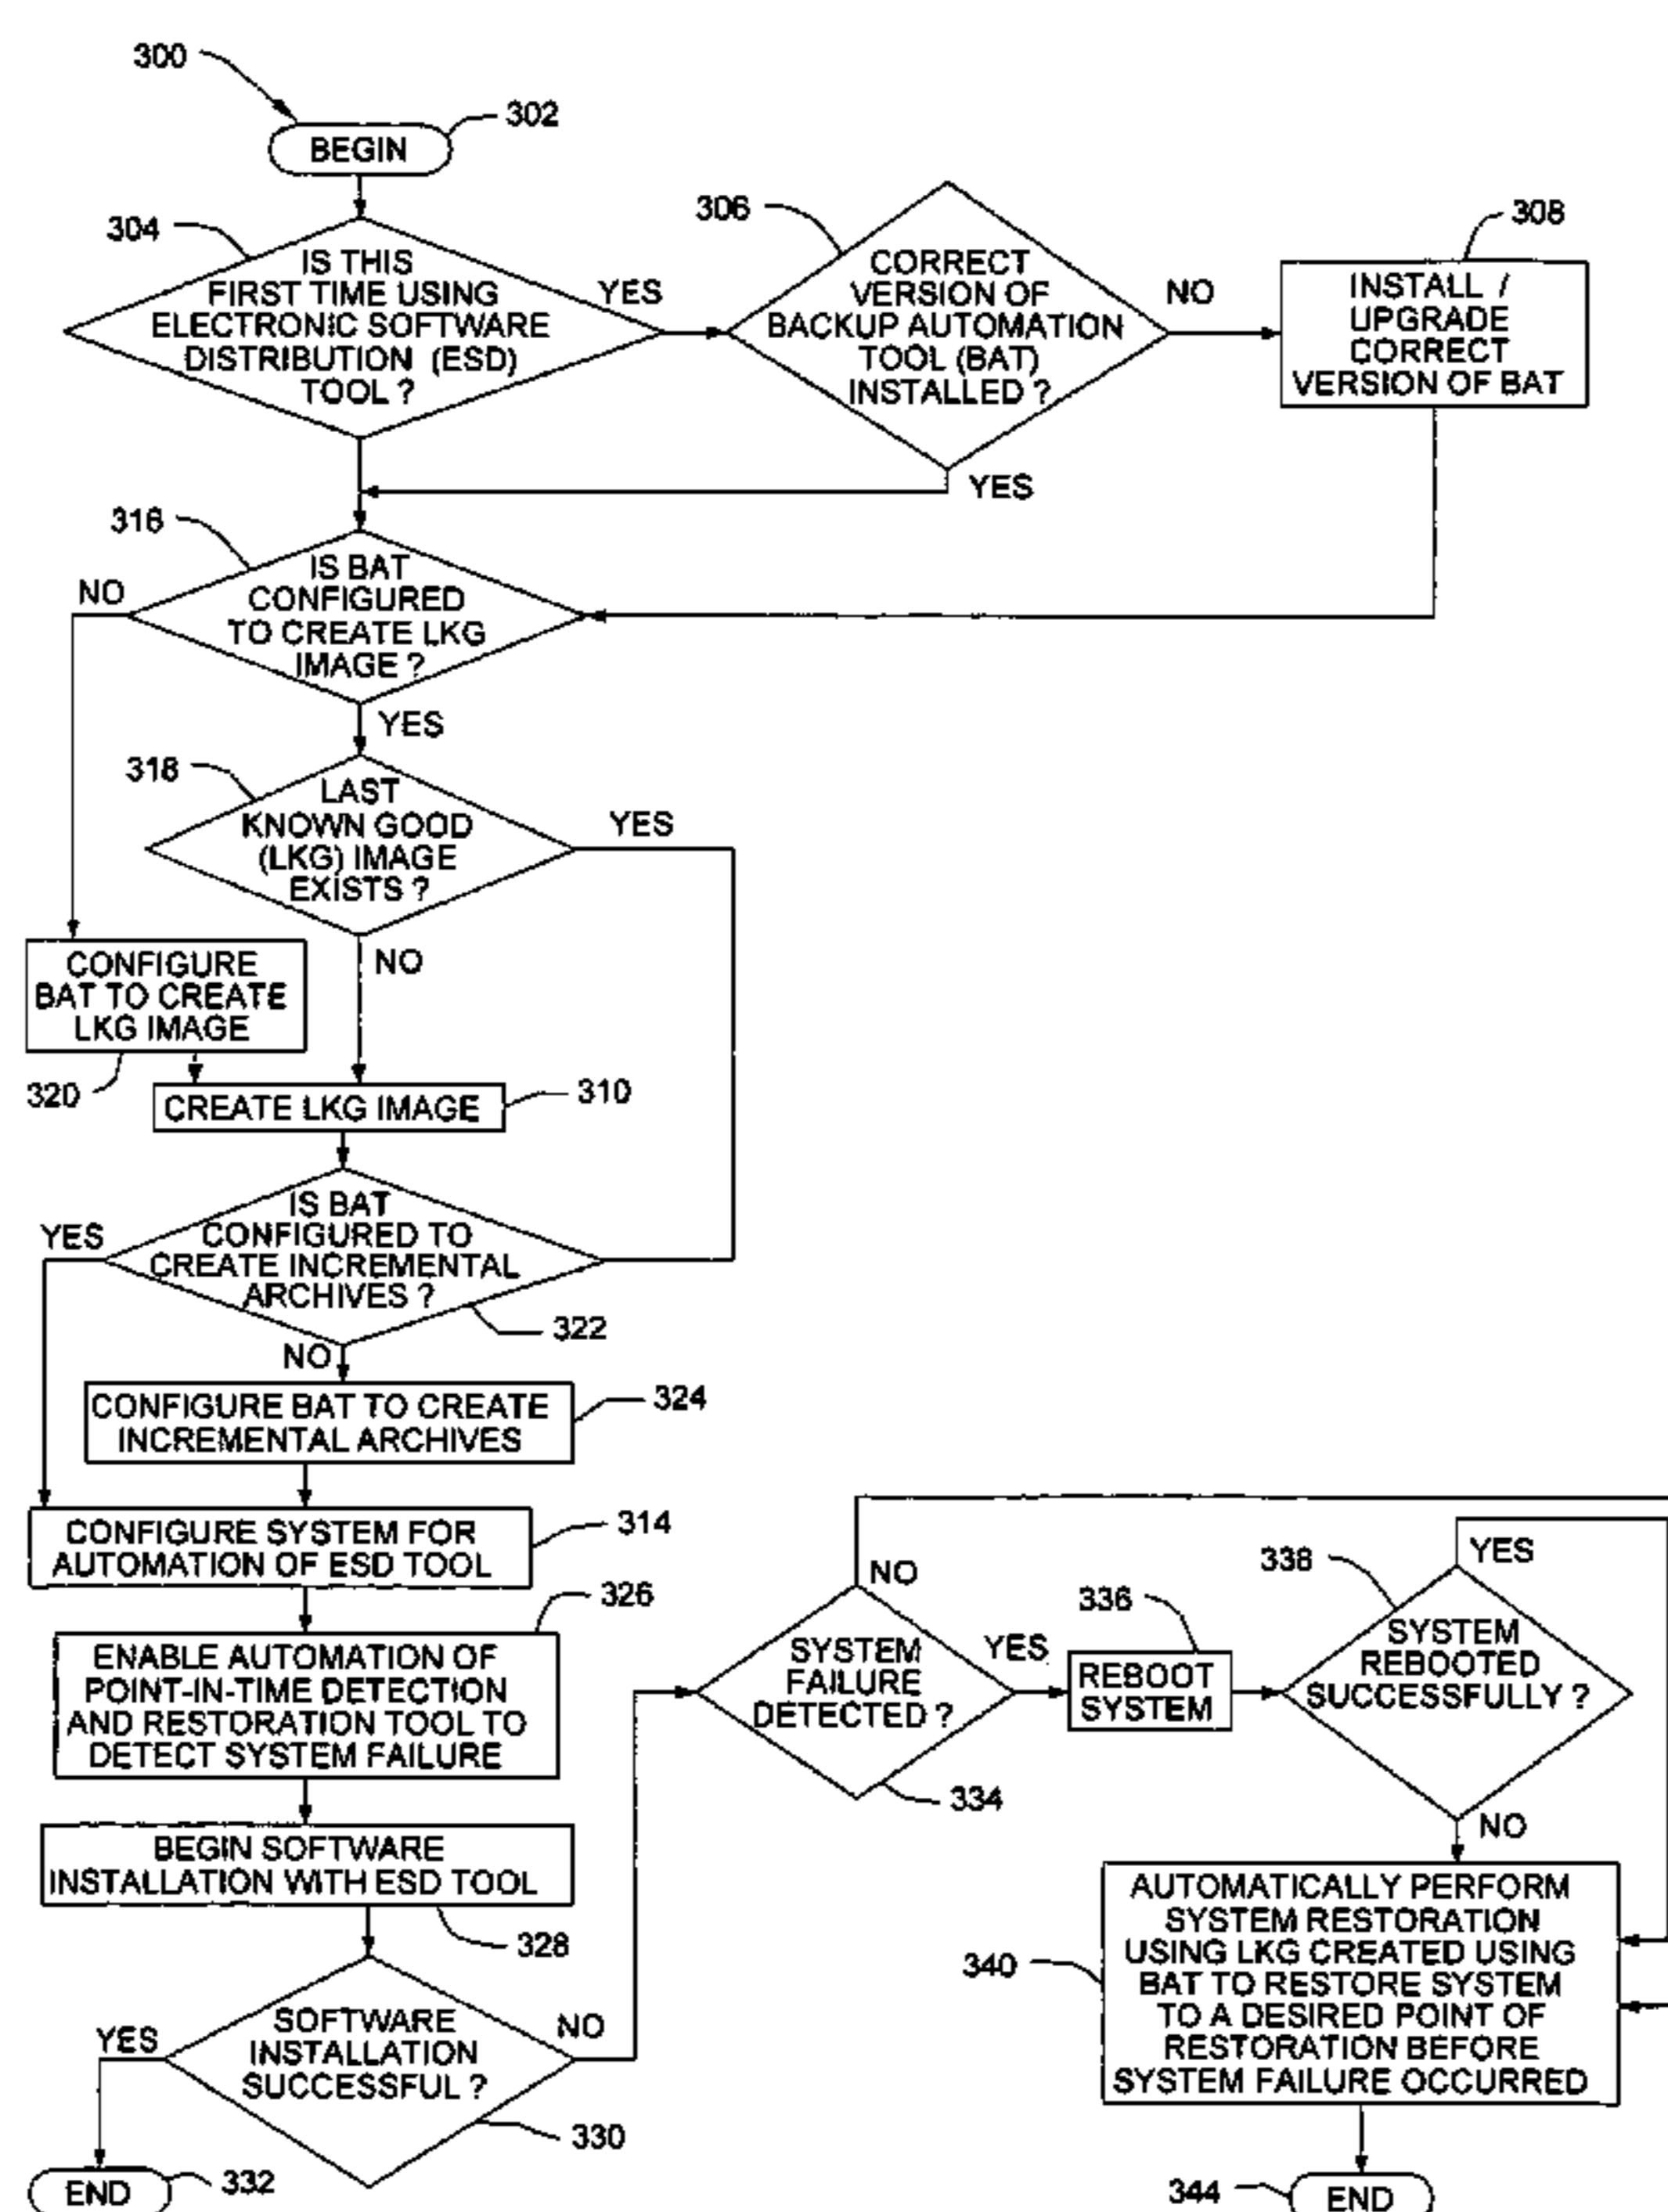 300
302
BEGIN
304
IS THIS
FIRST TIME USING
ELECTRONIC SOFTWARE
DISTRIBUTION (ESD)
TOOL ?
YES
306
CORRECT
VERSION OF
BACKUP AUTOMATION
TOOL (BAT)
INSTALLED ?
NO
YES
308
INSTALL /
UPGRADE
CORRECT
VERSION OF BAT
316
IS BAT
CONFIGURED
TO CREATE LKG
IMAGE ?
NO
YES
318
LAST
KNOWN GOOD
(LKG) IMAGE
EXISTS ?
YES
NO
CONFIGURE
BAT TO CREATE
LKG IMAGE
320
CREATE LKG IMAGE
310
IS BAT
CONFIGURED TO
CREATE INCREMENTAL
ARCHIVES ?
YES
322
NO
CONFIGURE BAT TO CREATE
INCREMENTAL ARCHIVES
324
CONFIGURE SYSTEM FOR
AUTOMATION OF ESD TOOL
314
326
ENABLE AUTOMATION OF
POINT-IN-TIME DETECTION
AND RESTORATION TOOL TO
DETECT SYSTEM FAILURE
BEGIN SOFTWARE
INSTALLATION WITH ESD TOOL
328
SOFTWARE
INSTALLATION
SUCCESSFUL ?
YES
NO
330
END
332
NO
SYSTEM
FAILURE
DETECTED ?
YES
334
336
REBOOT
SYSTEM
338
YES
SYSTEM
REBOOTED
SUCCESSFULLY ?
NO
340
AUTOMATICALLY PERFORM
SYSTEM RESTORATION
USING LKG CREATED USING
BAT TO RESTORE SYSTEM
TO A DESIRED POINT OF
RESTORATION BEFORE
SYSTEM FAILURE OCCURRED
344
END